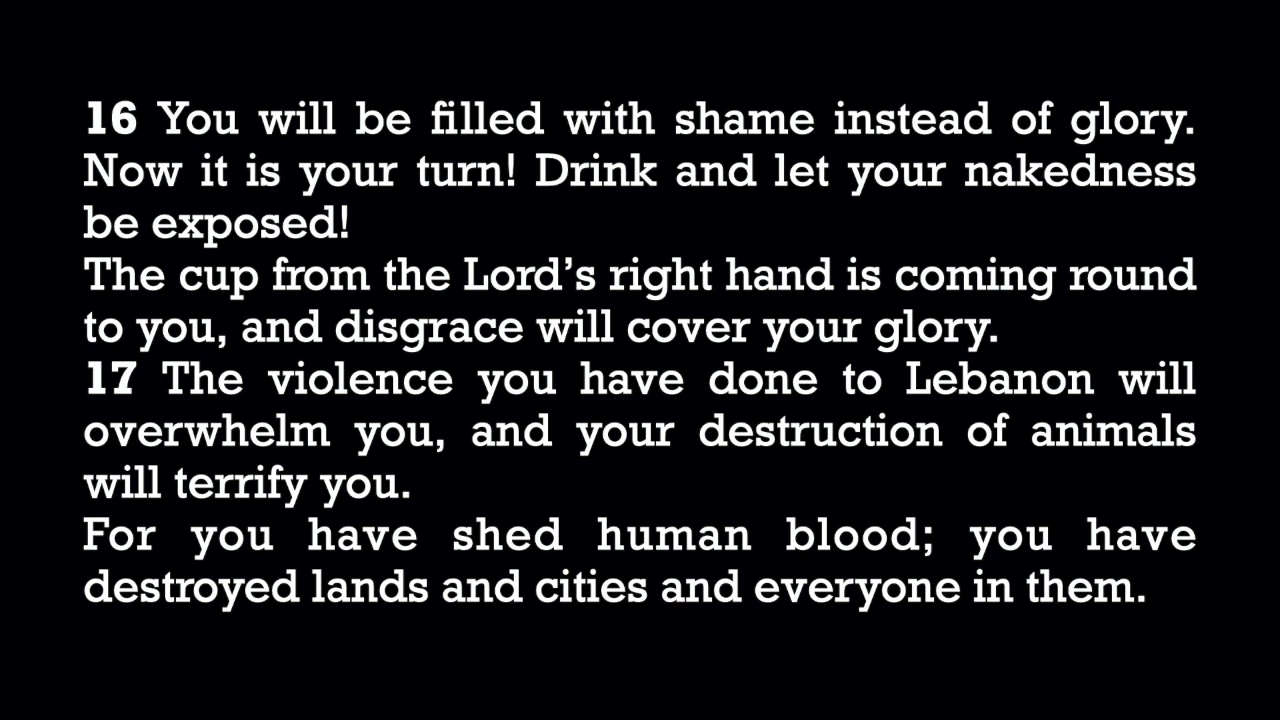 16 You will be filled with shame instead of glory.
Now it is your turn! Drink and let your nakedness
be exposed!
The cup from the Lord’s right hand is coming round
to you, and disgrace will cover your glory.
17 The violence you have done to Lebanon will
overwhelm you, and your destruction of animals
will terrify you.
For you have shed human blood; you have
destroyed lands and cities and everyone in them.